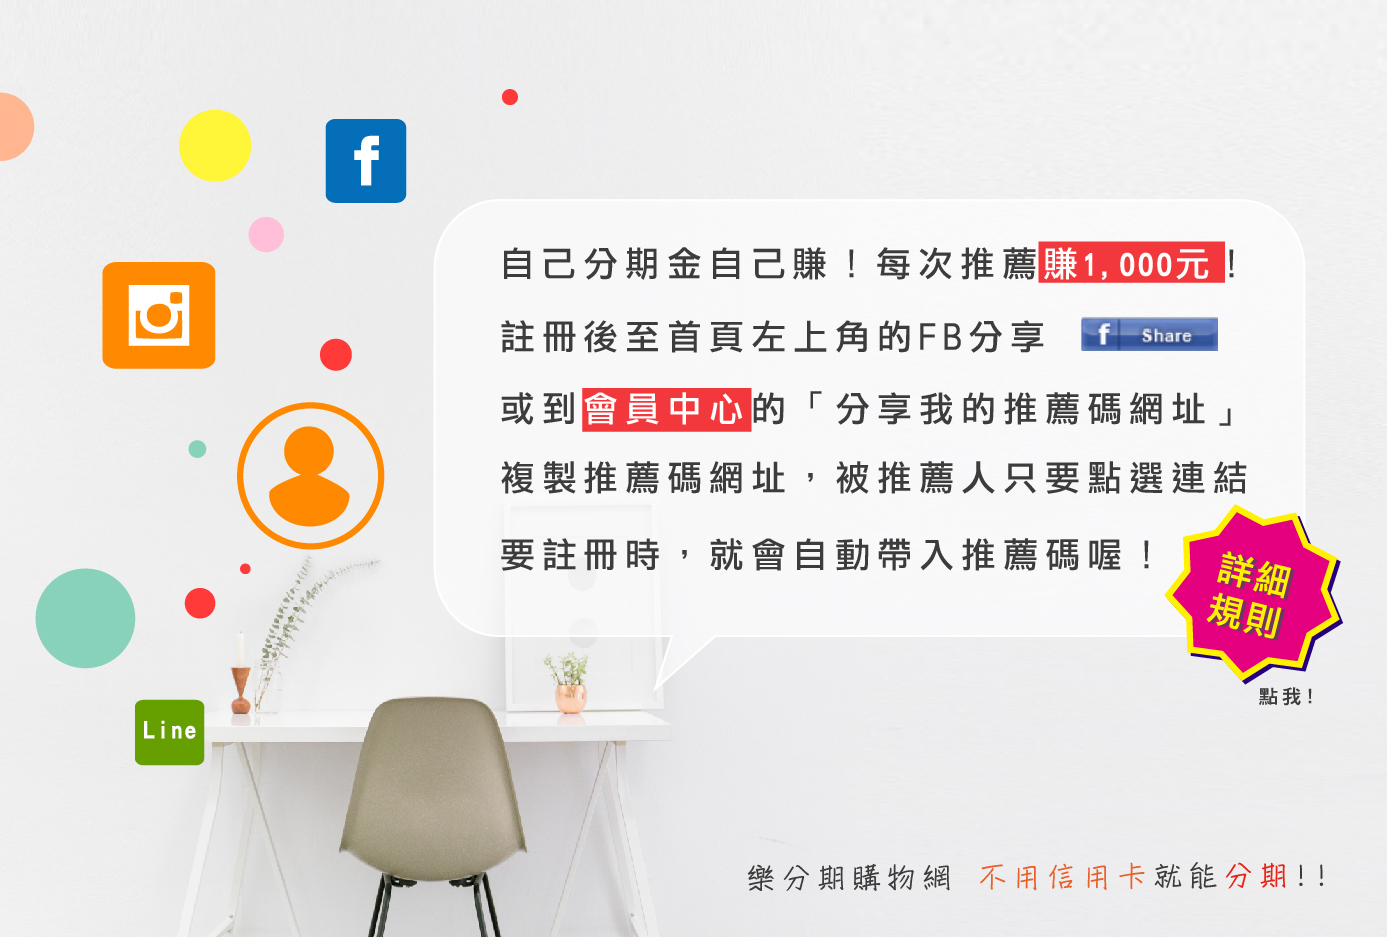 自己分期金自己賺！每次推薦賺1,000元!
註冊後至首頁左上角的FB分享 f Share
或到會員中心的「分享我的推薦碼網址」
複製推薦碼網址，被推薦人只要點選連結
要註冊時，就會自動帶入推薦碼喔！
詳細
規則
點我!
f
Line
樂分期購物網 不用信用卡就能分期!!